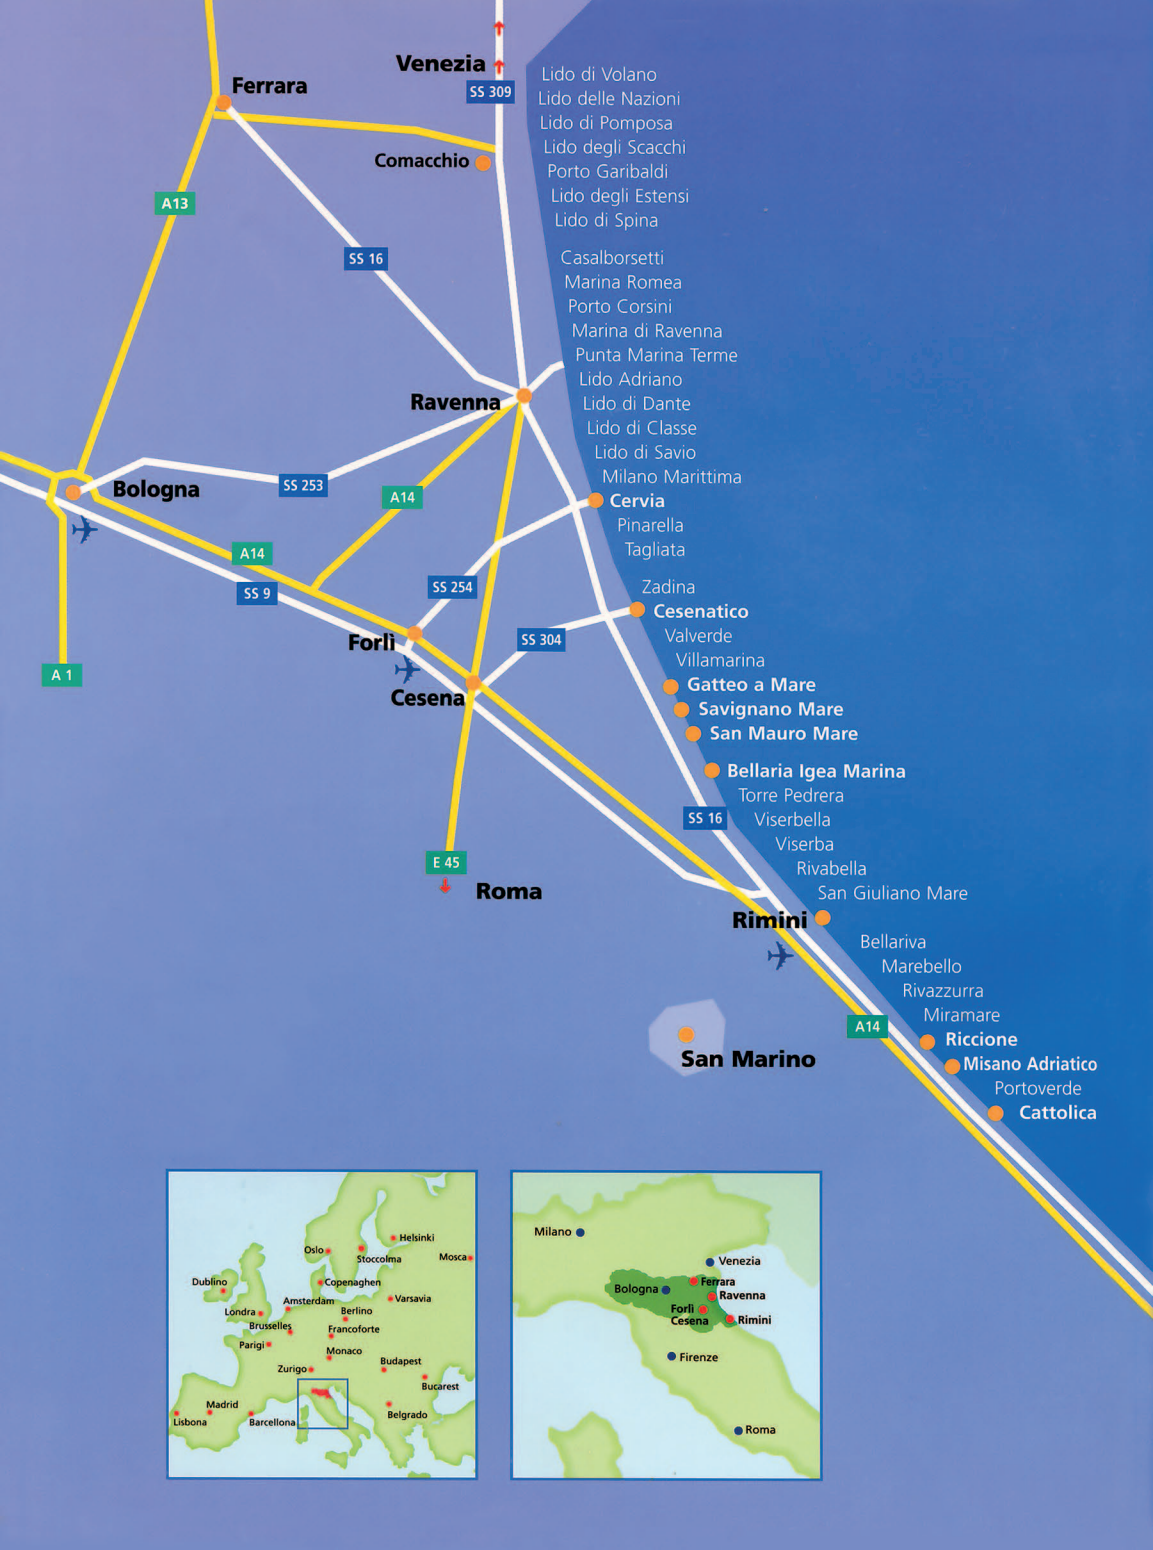 Venezia
SS 309
Ferrara
Comacchio
A13
SS 16
Ravenna
Bologna
SS 253
A14
A14
SS 9
SS 254
Forlì
SS 304
Cesena
A 1
E 45
Roma
SS 16
Rimini
A14
San Marino
Lido di Volano
Lido delle Nazioni
Lido di Pomposa
Lido degli Scacchi
Porto Garibaldi
Lido degli Estensi
Lido di Spina
Casalborsetti
Marina Romea
Porto Corsini
Marina di Ravenna
Punta Marina Terme
Lido Adriano
Lido di Dante
Lido di Classe
Lido di Savio
Milano Marittima
Cervia
Pinarella
Tagliata
Zadina
Cesenatico
Valverde
Villamarina
Gatteo a Mare
Savignano Mare
San Mauro Mare
Bellaria Igea Marina
Torre Pedrera
Viserbella
Viserba
Rivabella
San Giuliano Mare
Bellariva
Marebello
Rivazzurra
Miramare
Riccione
Misano Adriatico
Portoverde
Cattolica
Helsinki
Oslo
Stoccolma
Mosca
Dublino
Copenaghen
Amsterdam
Varsavia
Londra
Berlino
Brusselles
Francoforte
Parigi
Monaco
Zurigo
Budapest
Bucarest
Madrid
Lisbona
Barcellona
Belgrado
Milano
Venezia
Bologna
Ferrara
Ravenna
Forlì
Cesena
Rimini
Firenze
Roma